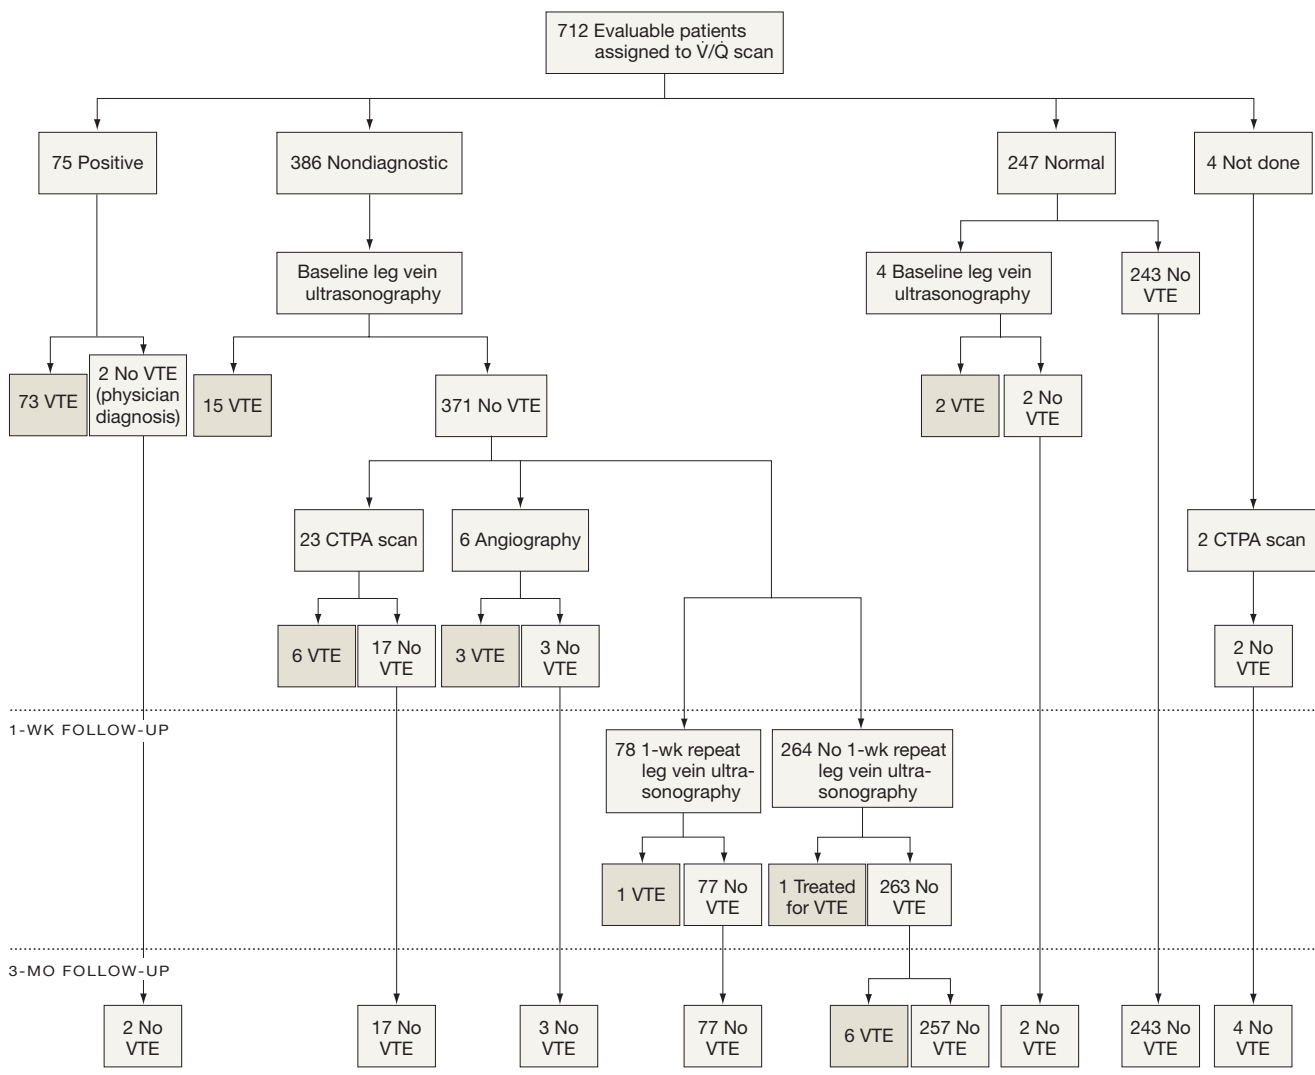 712 Evaluable patients
assigned to V̇/Q̇ scan
75 Positive
386 Nondiagnostic
247 Normal
4 Not done
Baseline leg vein
ultrasonography
4 Baseline leg vein
ultrasonography
243 No
VTE
73 VTE
2 No VTE
(physician
diagnosis)
15 VTE
371 No VTE
2 VTE
2 No
VTE
23 CTPA scan
6 Angiography
2 CTPA scan
6 VTE
17 No
VTE
3 VTE
3 No
VTE
2 No
VTE
1-WK FOLLOW-UP
78 1-wk repeat
leg vein ultra-
sonography
264 No 1-wk repeat
leg vein ultra-
sonography
1 VTE
77 No
VTE
1 Treated
for VTE
263 No
VTE
3-MO FOLLOW-UP
2 No
VTE
17 No
VTE
3 No
VTE
77 No
VTE
6 VTE
257 No
VTE
2 No
VTE
243 No
VTE
4 No
VTE